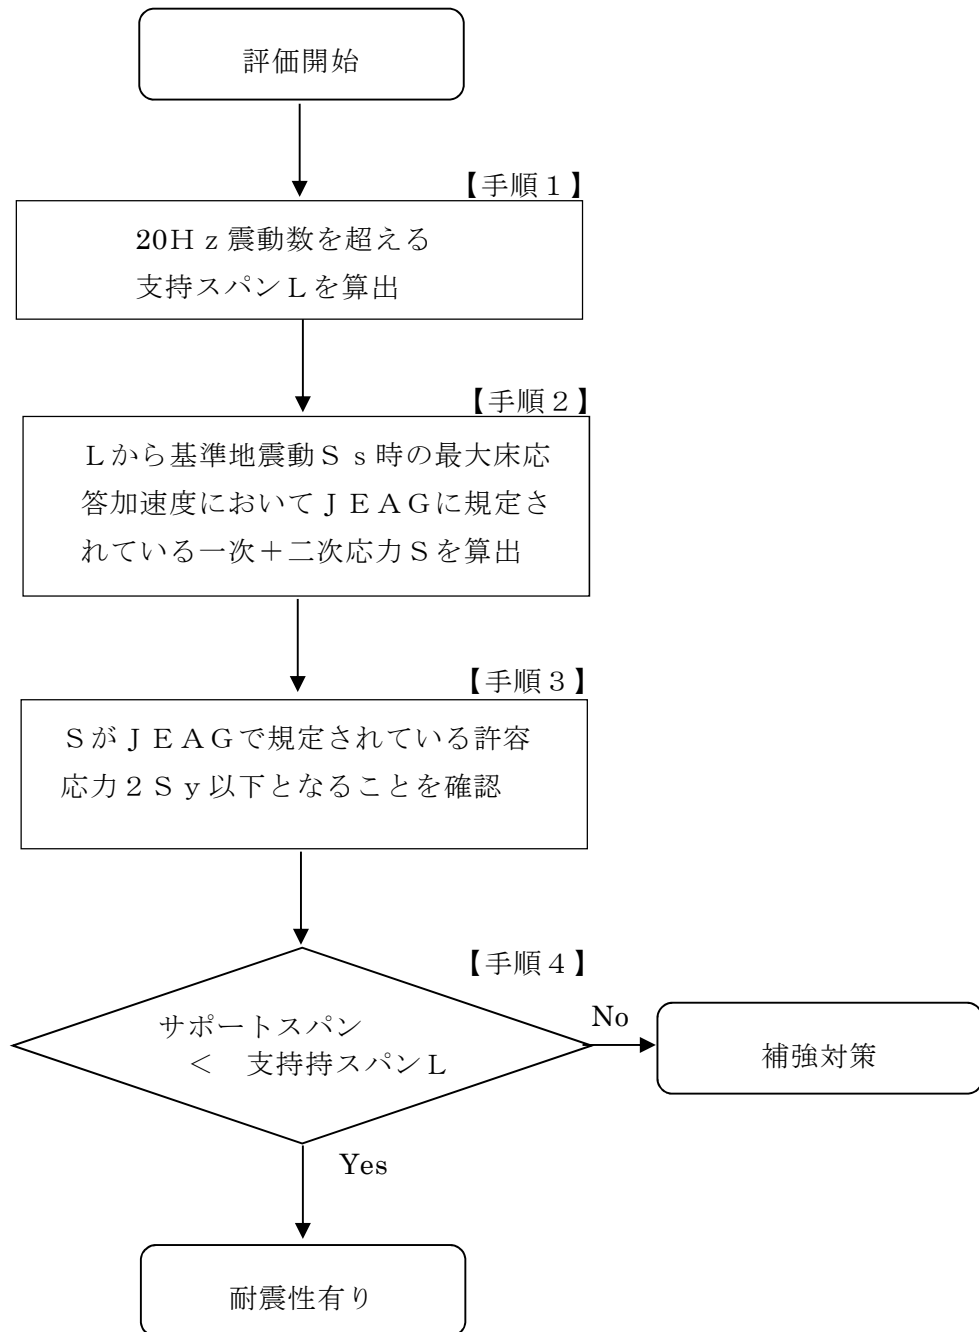 評価開始
【手順１】
20Ｈｚ震動数を超える
支持スパンＬを算出
【手順２】
Ｌから基準地震動Ｓｓ時の最大床応
答加速度においてＪＥＡＧに規定さ
れている一次＋二次応力Ｓを算出
【手順３】
ＳがＪＥＡＧで規定されている許容
応力２Ｓｙ以下となることを確認
【手順４】
サポートスパン
＜　支持持スパンＬ
No
補強対策
Yes
耐震性有り